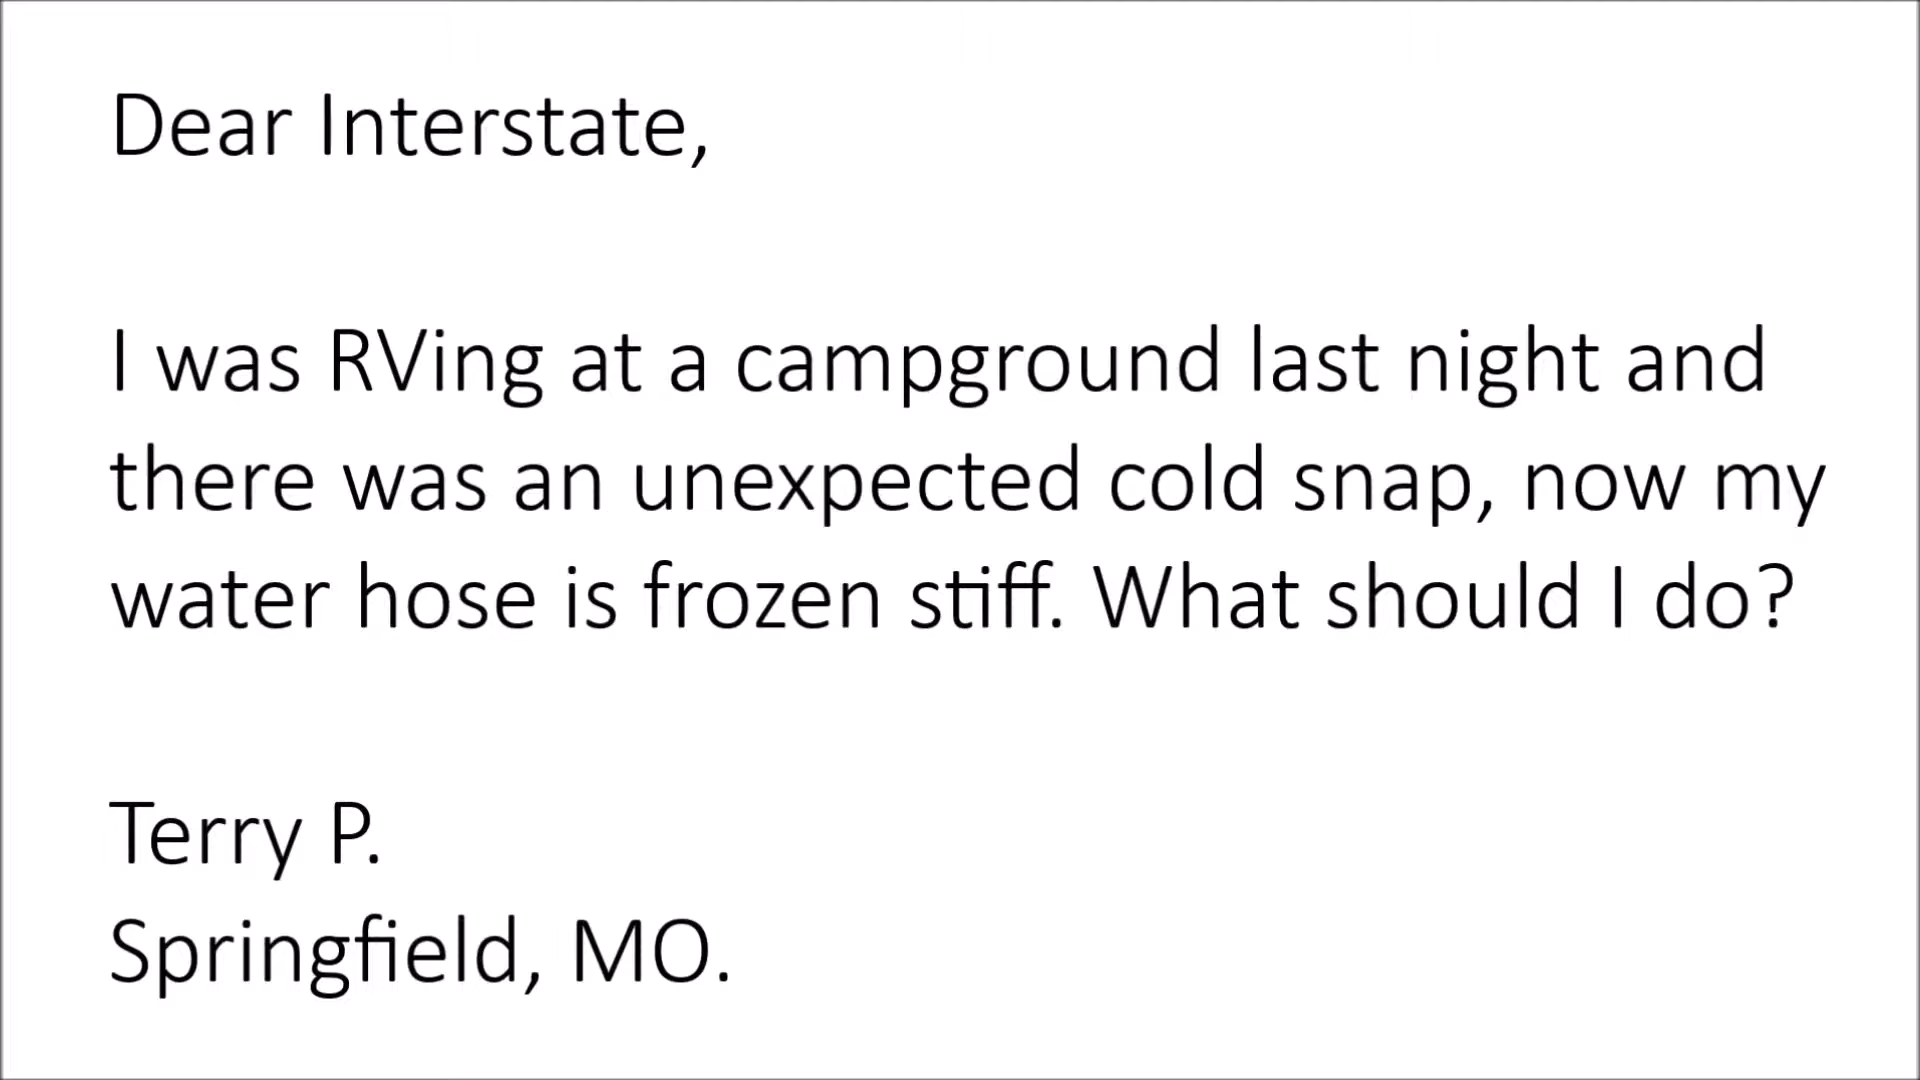 Dear Interstate,
I was RVing at a campground last night and
there was an unexpected cold snap, now my
water hose is frozen stiff. What should I do?
Terry P.
Springfield, MO.